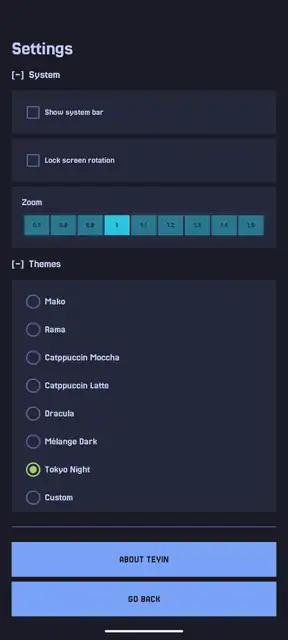 Settings
[-] System
Show system bar
Lock screen rotation
Zoom
0.7 0.8 0.9 1 1.1 1.2 1.3 1.4 1.5
[-] Themes
Mako
Rama
Catppuccin Moccha
Catppuccin Latte
Dracula
Mélange Dark
Tokyo Night
Custom
ABOUT TEYIN
GO BACK